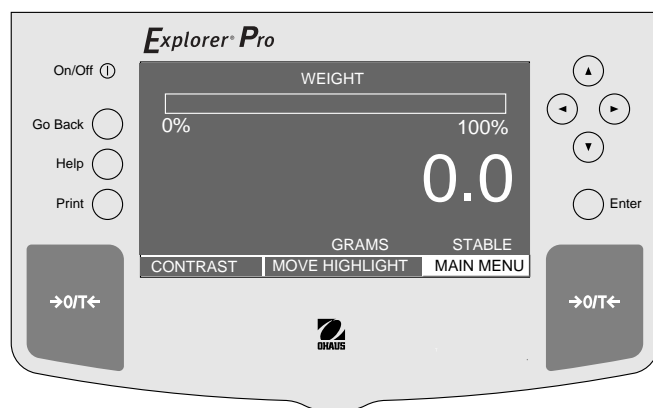 Explorer® Pro
On/Off
WEIGHT
Go Back
0% 100%
Help
0.0
Print
Enter
GRAMS STABLE
CONTRAST MOVE HIGHLIGHT MAIN MENU
→0/T← →0/T←
OHAUS